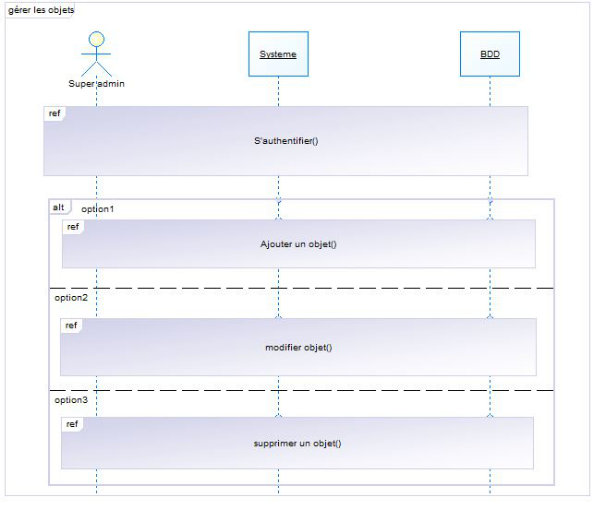 gérer les objets
Systeme
BDD
Super admin
ref
S'authentifier()
alt
option1
ref
Ajouter un objet()
option2
ref
modifier objet()
option3
ref
supprimer un objet()